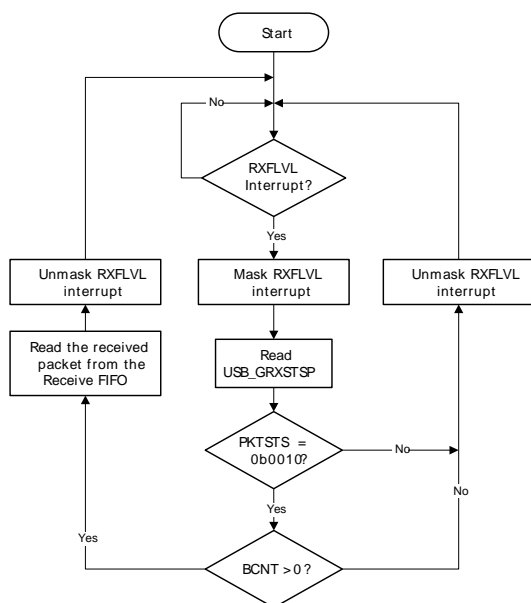 Start
No
RXFLVL
Interrupt?
Yes
Unmask RXFLVL
interrupt
Mask RXFLVL
interrupt
Unmask RXFLVL
interrupt
Read the received
packet from the
Receive FIFO
Read
USB_GRXSTSP
PKTSTS =
0b0010?
No
No
Yes
Yes
BCNT > 0 ?